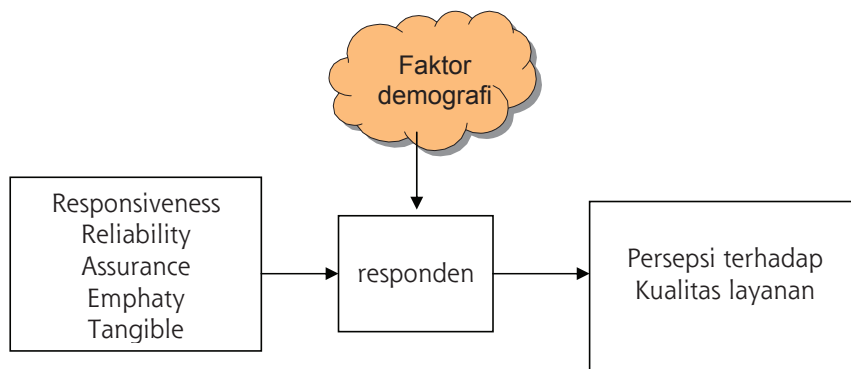 Faktor
demografi
Responsiveness
Reliability
Assurance
Emphaty
Tangible
responden
Persepsi terhadap
Kualitas layanan